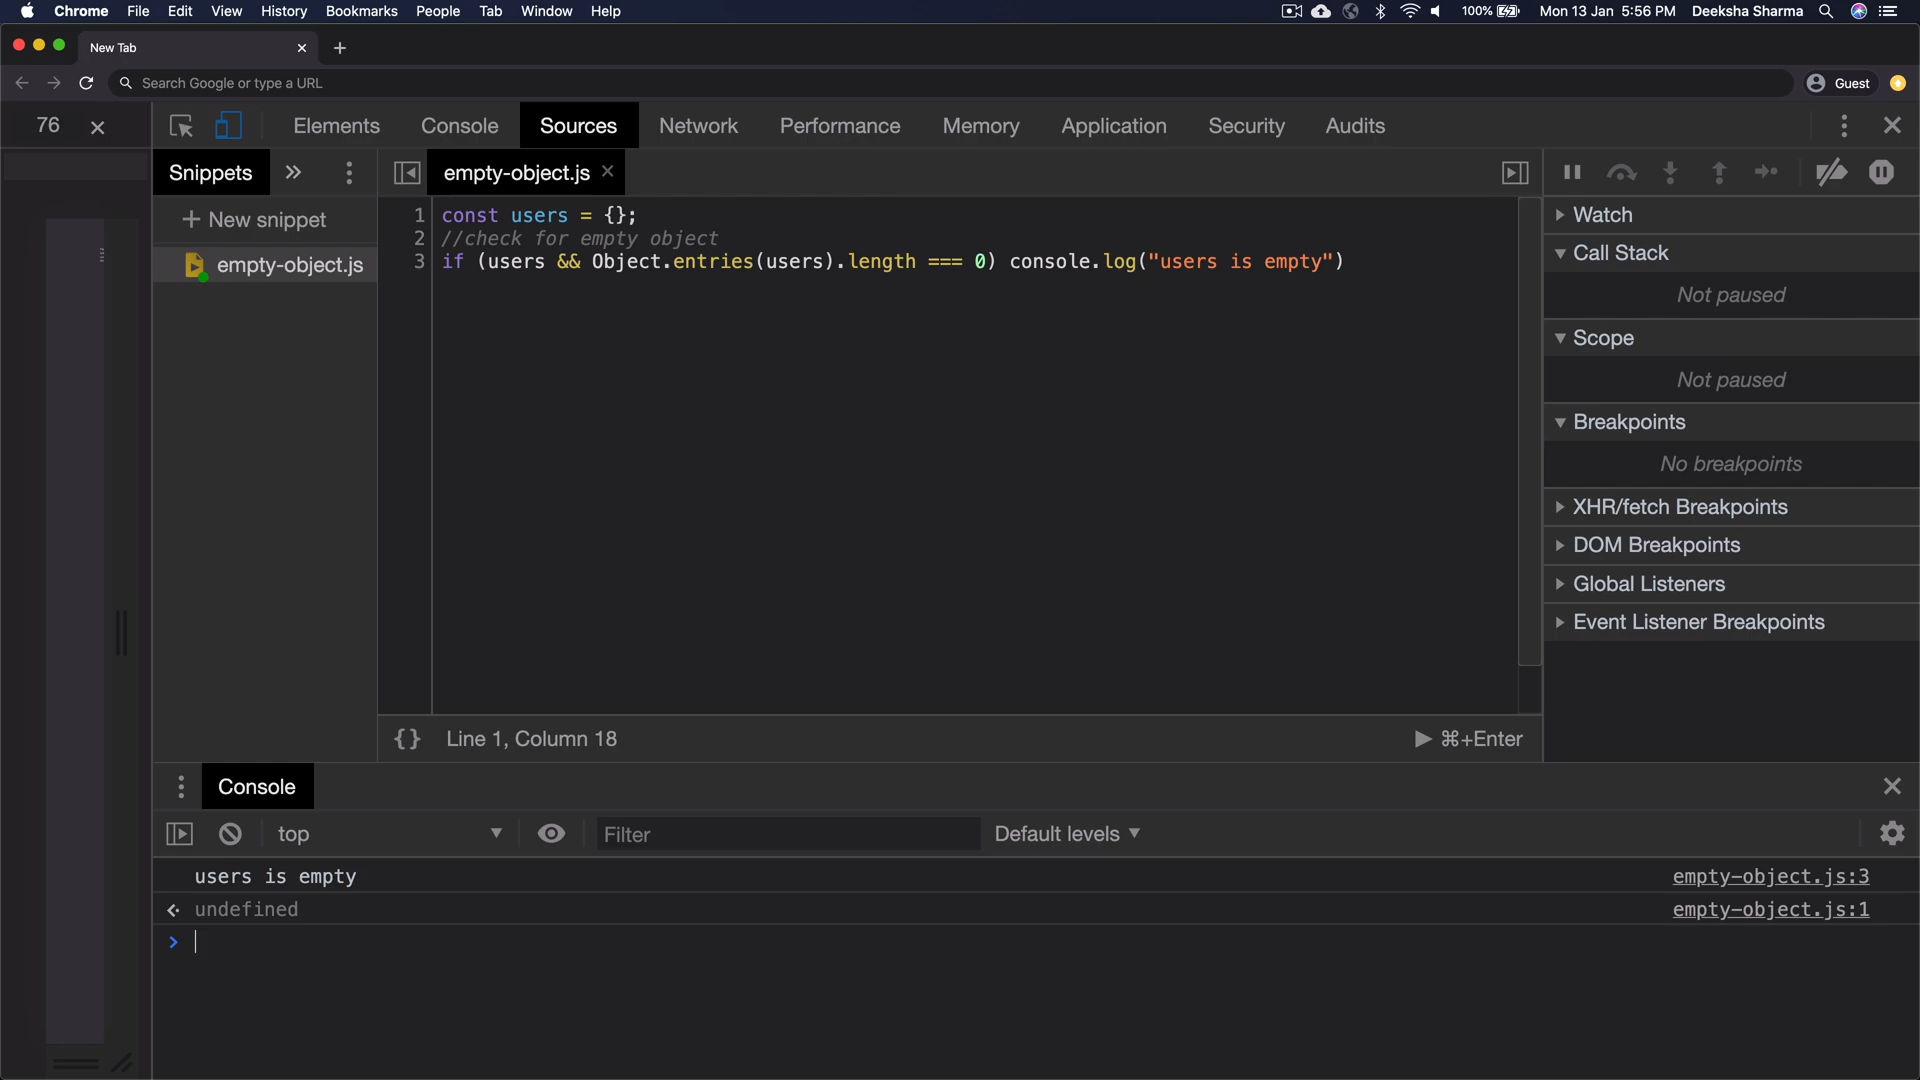 Chrome File Edit View History Bookmarks People Tab Window Help 100% Mon 13 Jan 5:56 PM Deeksha Sharma
New Tab
Search Google or type a URL Guest
76 Elements Console Sources Network Performance Memory Application Security Audits
Snippets empty-object.js
New snippet
empty-object.js
1 const users = {};
2 //check for empty object
3 if (users && Object.entries(users).length === 0) console.log("users is empty")
Watch
Call Stack
Not paused
Scope
Not paused
Breakpoints
No breakpoints
XHR/fetch Breakpoints
DOM Breakpoints
Global Listeners
Event Listener Breakpoints
{} Line 1, Column 18 ⌘+Enter
Console
top Filter Default levels
users is empty empty-object.js:3
undefined empty-object.js:1